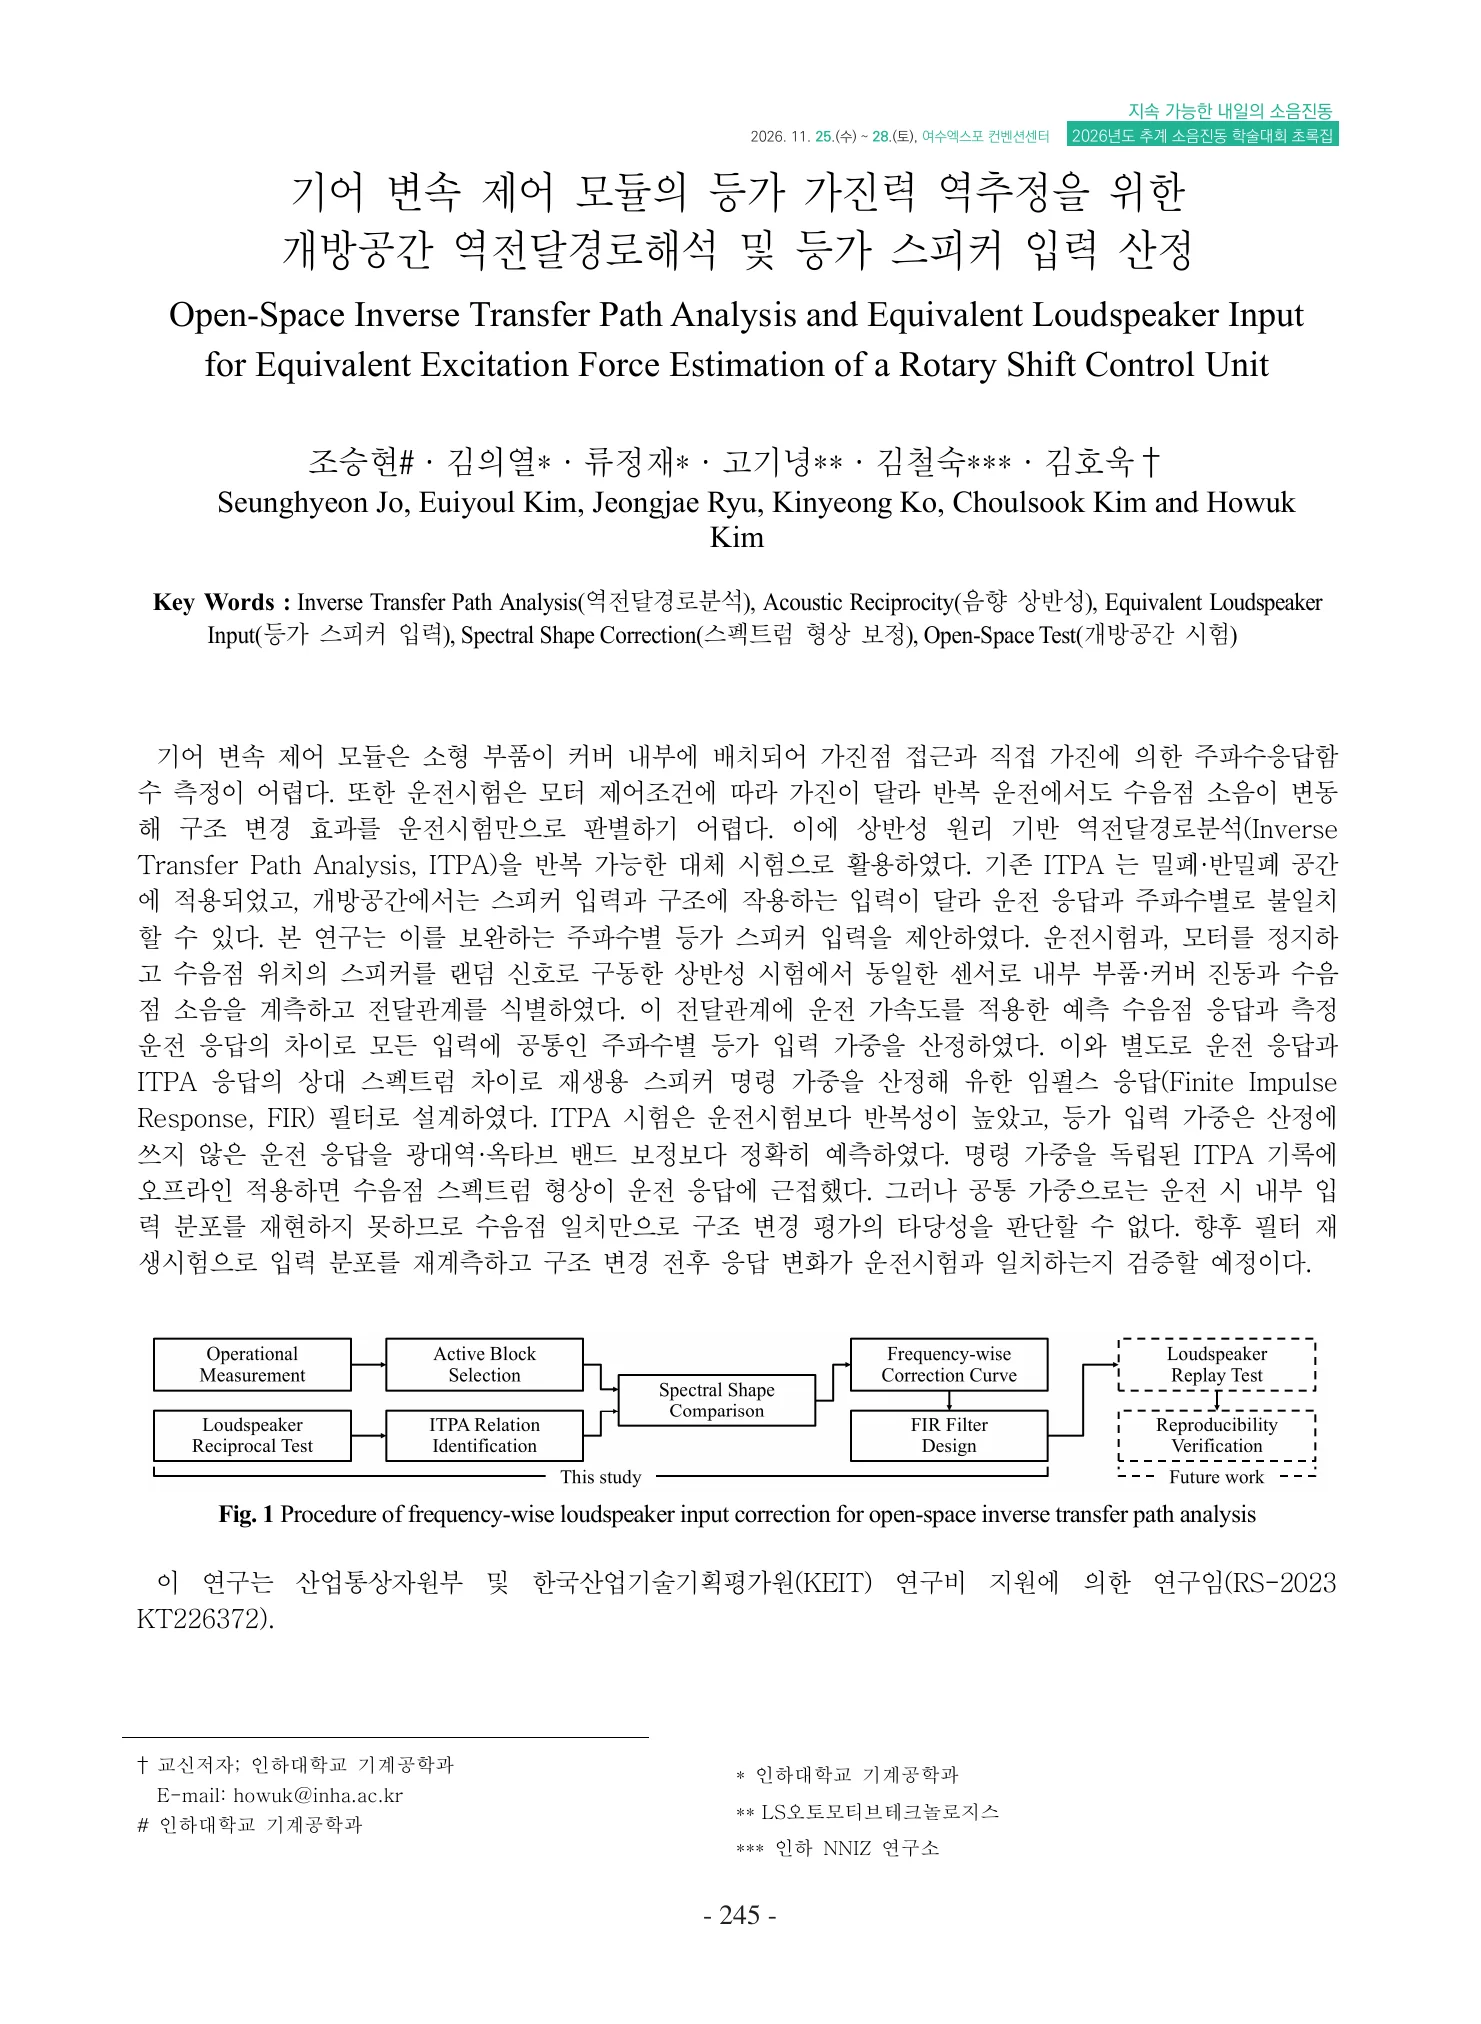 지속 가능한 내일의 소음진동
2026. 11. 25.(수) ~ 28.(토), 여수엑스포 컨벤션센터 2026년도 추계 소음진동 학술대회 초록집
기어 변속 제어 모듈의 등가 가진력 역추정을 위한
개방공간 역전달경로해석 및 등가 스피커 입력 산정
Open-Space Inverse Transfer Path Analysis and Equivalent Loudspeaker Input
for Equivalent Excitation Force Estimation of a Rotary Shift Control Unit
조승현# · 김의열* · 류정재* · 고기녕** · 김철숙*** · 김호욱†
Seunghyeon Jo, Euiyoul Kim, Jeongjae Ryu, Kinyeong Ko, Choulsook Kim and Howuk
Kim
Key Words : Inverse Transfer Path Analysis(역전달경로분석), Acoustic Reciprocity(음향 상반성), Equivalent Loudspeaker
Input(등가 스피커 입력), Spectral Shape Correction(스펙트럼 형상 보정), Open-Space Test(개방공간 시험)
기어 변속 제어 모듈은 소형 부품이 커버 내부에 배치되어 가진점 접근과 직접 가진에 의한 주파수응답함
수 측정이 어렵다. 또한 운전시험은 모터 제어조건에 따라 가진이 달라 반복 운전에서도 수음점 소음이 변동
해 구조 변경 효과를 운전시험만으로 판별하기 어렵다. 이에 상반성 원리 기반 역전달경로분석(Inverse
Transfer Path Analysis, ITPA)을 반복 가능한 대체 시험으로 활용하였다. 기존 ITPA 는 밀폐·반밀폐 공간
에 적용되었고, 개방공간에서는 스피커 입력과 구조에 작용하는 입력이 달라 운전 응답과 주파수별로 불일치
할 수 있다. 본 연구는 이를 보완하는 주파수별 등가 스피커 입력을 제안하였다. 운전시험과, 모터를 정지하
고 수음점 위치의 스피커를 랜덤 신호로 구동한 상반성 시험에서 동일한 센서로 내부 부품·커버 진동과 수음
점 소음을 계측하고 전달관계를 식별하였다. 이 전달관계에 운전 가속도를 적용한 예측 수음점 응답과 측정
운전 응답의 차이로 모든 입력에 공통인 주파수별 등가 입력 가중을 산정하였다. 이와 별도로 운전 응답과
ITPA 응답의 상대 스펙트럼 차이로 재생용 스피커 명령 가중을 산정해 유한 임펄스 응답(Finite Impulse
Response, FIR) 필터로 설계하였다. ITPA 시험은 운전시험보다 반복성이 높았고, 등가 입력 가중은 산정에
쓰지 않은 운전 응답을 광대역·옥타브 밴드 보정보다 정확히 예측하였다. 명령 가중을 독립된 ITPA 기록에
오프라인 적용하면 수음점 스펙트럼 형상이 운전 응답에 근접했다. 그러나 공통 가중으로는 운전 시 내부 입
력 분포를 재현하지 못하므로 수음점 일치만으로 구조 변경 평가의 타당성을 판단할 수 없다. 향후 필터 재
생시험으로 입력 분포를 재계측하고 구조 변경 전후 응답 변화가 운전시험과 일치하는지 검증할 예정이다.
Operational
Measurement
Active Block
Selection
Loudspeaker
Reciprocal Test
ITPA Relation
Identification
Spectral Shape
Comparison
Frequency-wise
Correction Curve
FIR Filter
Design
Loudspeaker
Replay Test
Reproducibility
Verification
This study
Future work
Fig. 1 Procedure of frequency-wise loudspeaker input correction for open-space inverse transfer path analysis
이 연구는 산업통상자원부 및 한국산업기술기획평가원(KEIT) 연구비 지원에 의한 연구임(RS-2023
KT226372).
† 교신저자; 인하대학교 기계공학과
E-mail: howuk@inha.ac.kr
# 인하대학교 기계공학과
* 인하대학교 기계공학과
** LS오토모티브테크놀로지스
*** 인하 NNIZ 연구소
- 245 -